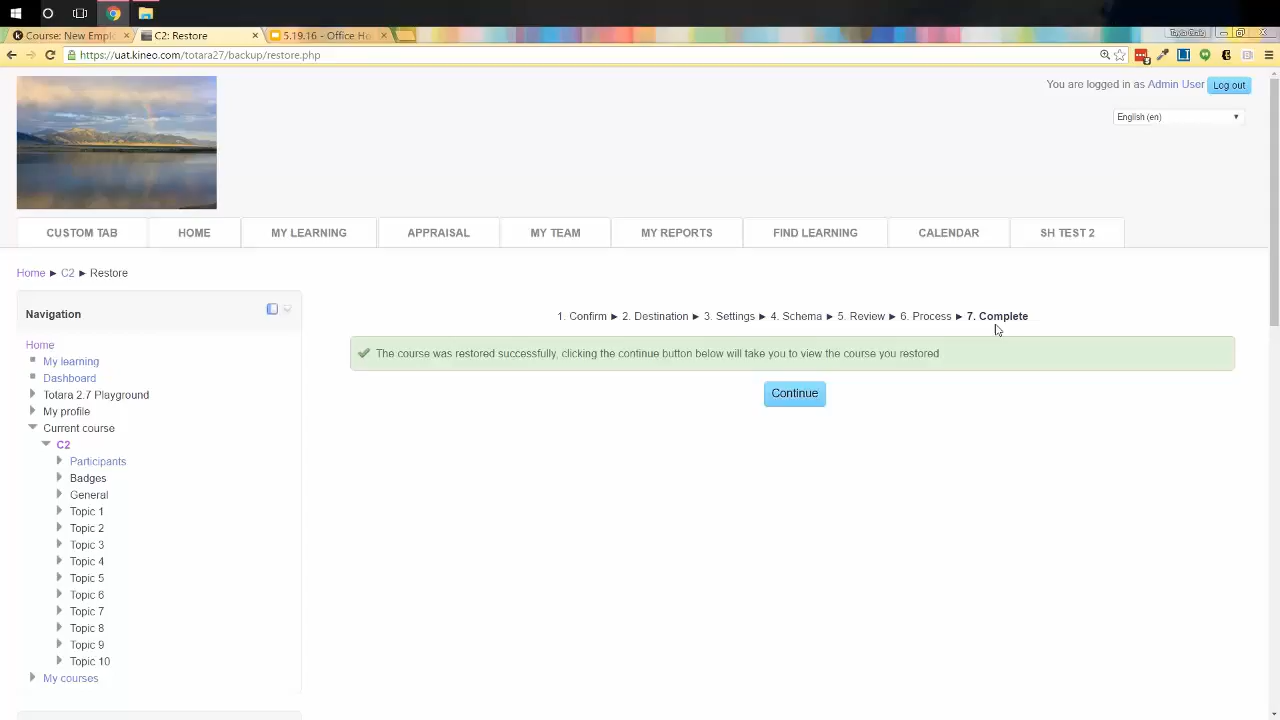 Course: New Emple
C2: Restore
5.19.16 - Office Ho
https://uat.kineo.com/totara27/backup/restore.php
You are logged in as Admin User
Log out
English (en)
CUSTOM TAB
HOME
MY LEARNING
APPRAISAL
MY TEAM
MY REPORTS
FIND LEARNING
CALENDAR
SH TEST 2
Home ► C2 ► Restore
Navigation
Home
My learning
Dashboard
Totara 2.7 Playground
My profile
Current course
C2
Participants
Badges
General
Topic 1
Topic 2
Topic 3
Topic 4
Topic 5
Topic 6
Topic 7
Topic 8
Topic 9
Topic 10
My courses
1. Confirm ► 2. Destination ► 3. Settings ► 4. Schema ► 5. Review ► 6. Process ► 7. Complete
The course was restored successfully, clicking the continue button below will take you to view the course you restored
Continue